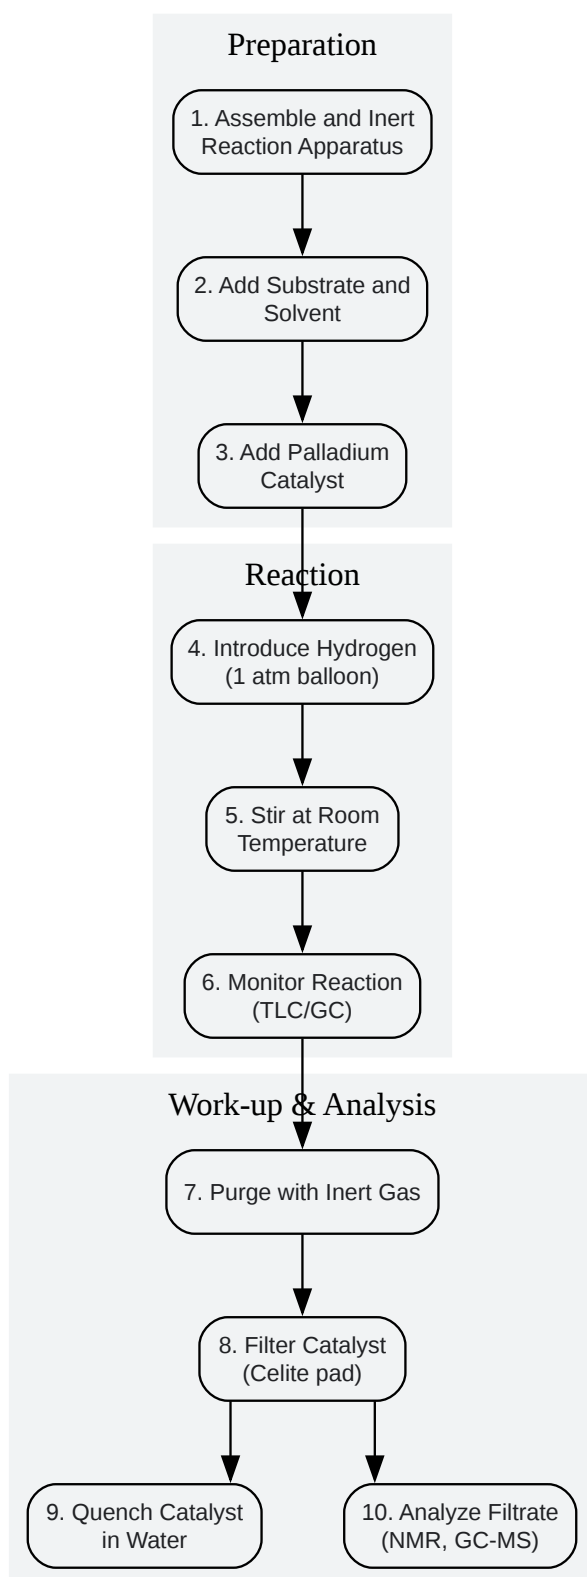 Preparation
1. Assemble and Inert
Reaction Apparatus
2. Add Substrate and
Solvent
3. Add Palladium
Catalyst
Reaction
4. Introduce Hydrogen
(1 atm balloon)
5. Stir at Room
Temperature
6. Monitor Reaction
(TLC/GC)
Work-up & Analysis
7. Purge with Inert Gas
8. Filter Catalyst
(Celite pad)
9. Quench Catalyst
in Water
10. Analyze Filtrate
(NMR, GC-MS)